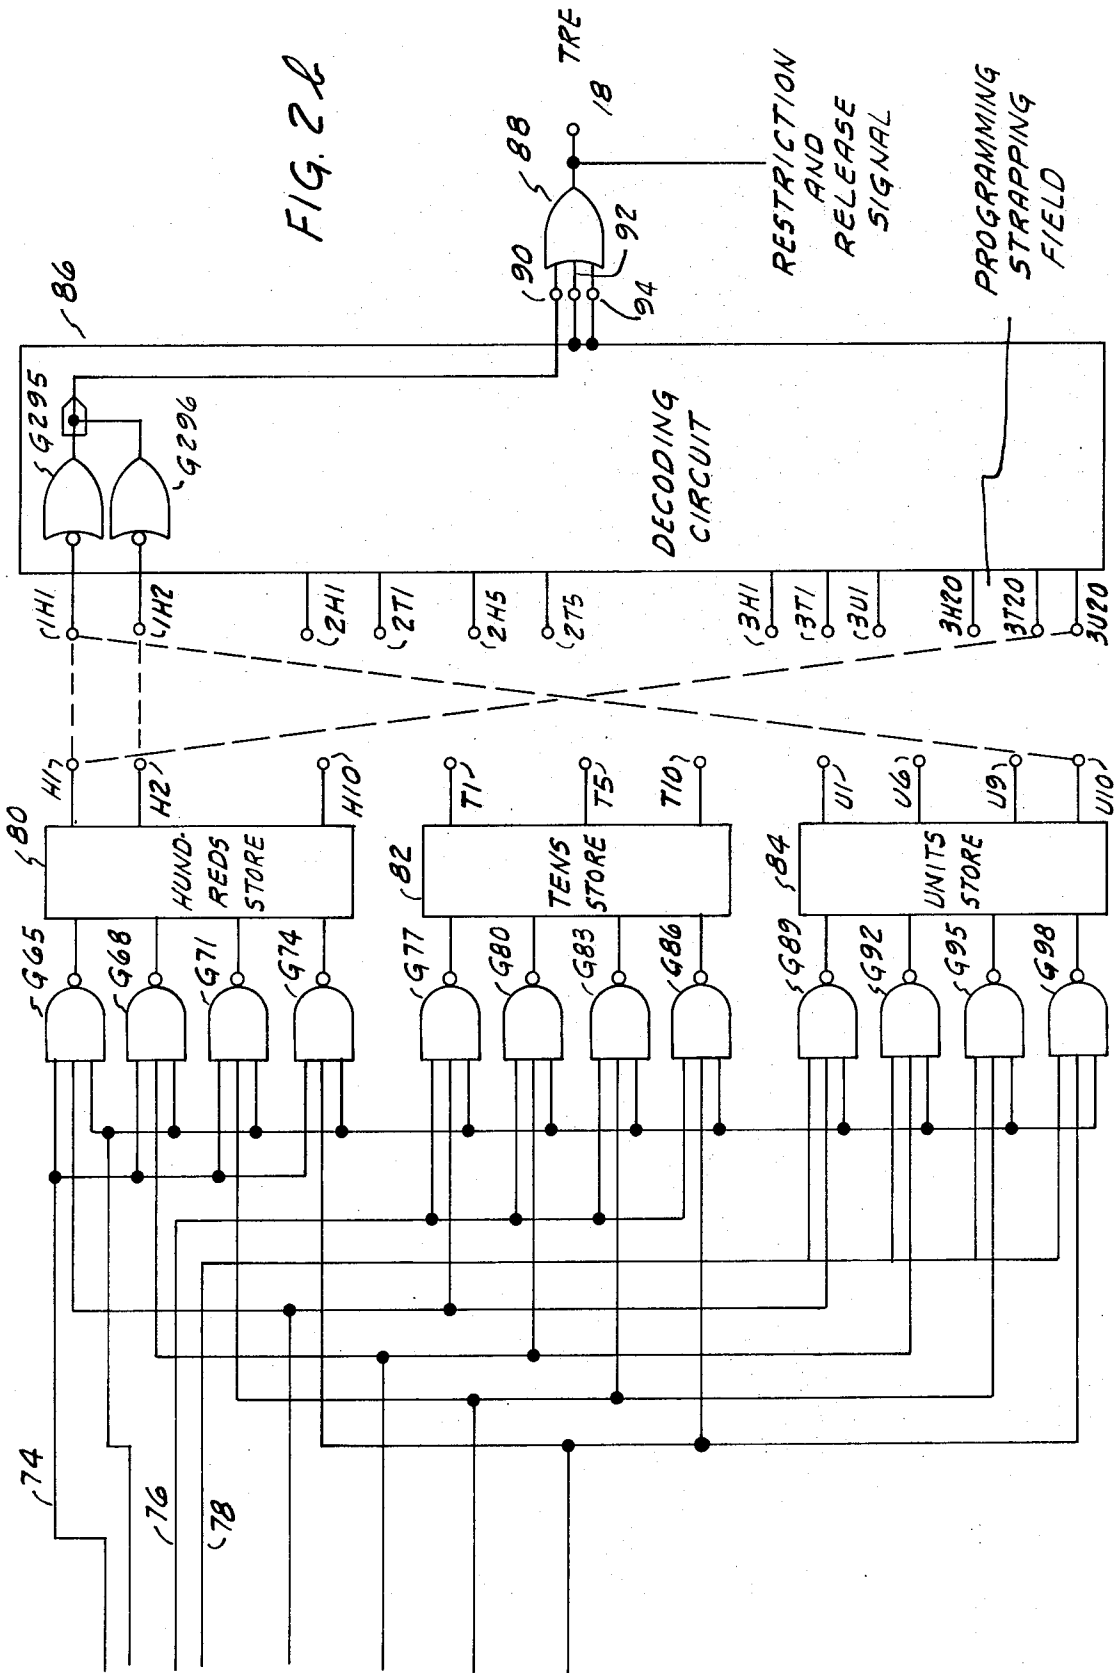 FIG. 2b
74
76
78
G65
G68
G71
G74
G77
G80
G83
G86
G89
G92
G95
G98
80
HUND-
REDS
STORE
82
TENS
STORE
84
UNITS
STORE
H1
H2
H10
T1
T5
T10
U1
U6
U9
U10
1H1
1H2
2H1
2T1
2H5
2T5
3H1
3T1
3U1
3H20
3T20
3U20
G295
G296
86
DECODING
CIRCUIT
90
92
94
88
18
TRE
RESTRICTION
AND
RELEASE
SIGNAL
PROGRAMMING
STRAPPING
FIELD